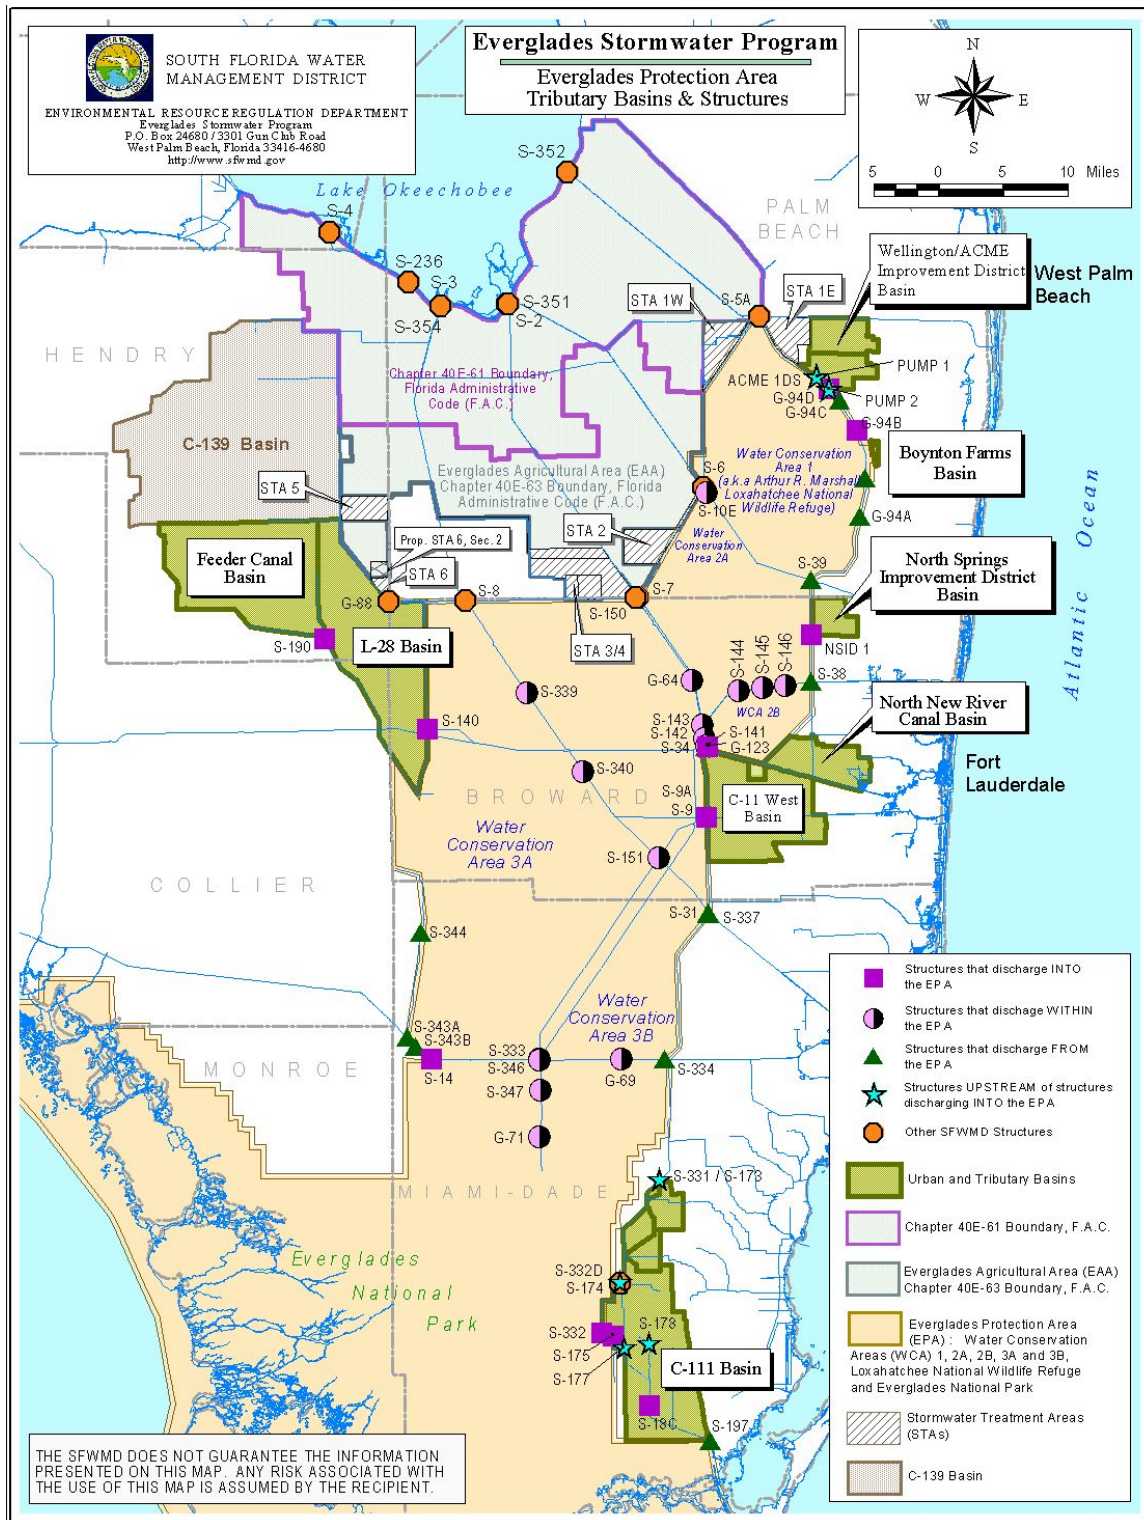 SOUTH FLORIDA WATER
MANAGEMENT DISTRICT
ENVIRONMENTAL RESOURCE REGULATION DEPARTMENT
Everglades Stormwater Program
P.O. Box 24680 / 3301 Gun Club Road
West Palm Beach, Florida 33416-4680
http://www.sfwmd.gov
Everglades Stormwater Program
Everglades Protection Area
Tributary Basins & Structures
N
W
E
S
5
0
5
10
Miles
S-352
Lake Okeechobee
S-4
PALM
BEACH
S-236
S-3
S-354
S-351
S-2
STA 1W
S-5A
STA 1E
Wellington/ACME
Improvement District
Basin
West Palm
Beach
HENDRY
Chapter 40E-61 Boundary,
Florida Administrative
Code (F.A.C.)
ACME 1DS
PUMP 1
G-94D
PUMP 2
G-94C
G-94B
C-139 Basin
Boynton Farms
Basin
Everglades Agricultural Area (EAA)
Chapter 40E-63 Boundary, Florida
Administrative Code (F.A.C.)
S-6
S-10E
Water Conservation
Area 1
(a.k.a Arthur R. Marshal
Loxahatchee National
Wildlife Refuge)
STA 5
STA 2
Water
Conservation
Area 2A
G-94A
Prop. STA 6, Sec. 2
STA 6
Feeder Canal
Basin
S-39
North Springs
Improvement District
Basin
G-88
S-8
S-150
S-7
S-190
L-28 Basin
STA 3/4
NSID 1
Atlantic Ocean
S-339
G-64
S-144
S-145
S-146
S-38
WCA 2B
North New River
Canal Basin
S-140
S-143
S-142
S-34
S-141
G-123
Fort
Lauderdale
S-340
BROWARD
S-9A
S-9
C-11 West
Basin
Water
Conservation
Area 3A
S-151
COLLIER
S-31
S-337
S-344
Water
Conservation
Area 3B
S-343A
S-343B
S-14
MONROE
S-333
S-346
S-347
G-69
S-334
G-71
MIAMI-DADE
S-331 / S-173
Everglades
National
Park
S-332D
S-174
S-332
S-175
S-177
S-178
C-111 Basin
S-18C
S-197
Structures that discharge INTO
the EPA
Structures that dischage WITHIN
the EPA
Structures that discharge FROM
the EPA
Structures UPSTREAM of structures
discharging INTO the EPA
Other SFWMD Structures
Urban and Tributary Basins
Chapter 40E-61 Boundary, F.A.C.
Everglades Agricultural Area (EAA)
Chapter 40E-63 Boundary, F.A.C.
Everglades Protection Area
(EPA) : Water Conservation
Areas (WCA) 1, 2A, 2B, 3A and 3B,
Loxahatchee National Wildlife Refuge
and Everglades National Park
Stormwater Treatment Areas
(STAs)
C-139 Basin
THE SFWMD DOES NOT GUARANTEE THE INFORMATION
PRESENTED ON THIS MAP. ANY RISK ASSOCIATED WITH
THE USE OF THIS MAP IS ASSUMED BY THE RECIPIENT.